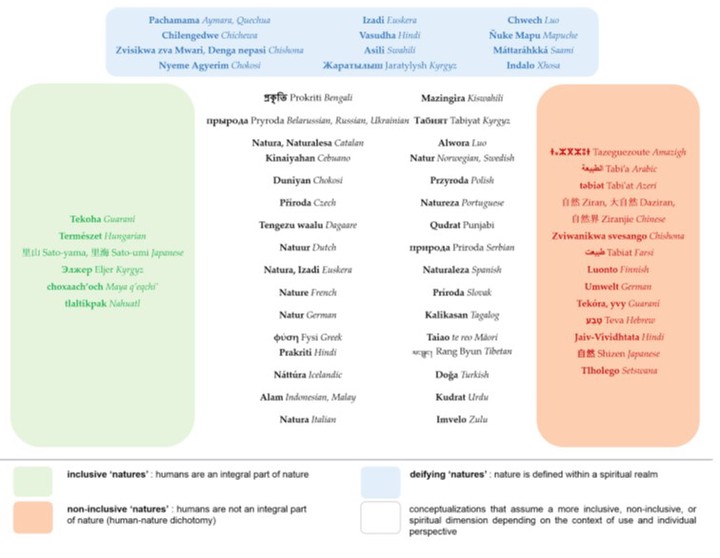 Pachamama Aymara, Quechua
Chilengedwe Chichewa
Zvisikwa zva Mwari, Denga nepasi Chishona
Nyeme Agyerim Chokosi
Izadi Euskera
Vasudha Hindi
Asili Swahili
Жаратылыш Jaratylysh Kyrgyz
Chwech Luo
Ñuke Mapu Mapuche
Máttaráhkká Saami
Indalo Xhosa
Tekoha Guarani
Természet Hungarian
里山 Sato-yama, 里海 Sato-umi Japanese
Элжер Eljer Kyrgyz
choxaach'och Maya q'eqchi'
tlaltikpak Nahuatl
প্রকৃতি Prokriti Bengali
прырода Pryroda Belarussian, Russian, Ukrainian
Natura, Naturalesa Catalan
Kinaiyahan Cebuano
Duniyan Chokosi
Příroda Czech
Tengezu waalu Dagaare
Natuur Dutch
Natura, Izadi Euskera
Nature French
Natur German
φύση Fysi Greek
Prakriti Hindi
Náttúra Icelandic
Alam Indonesian, Malay
Natura Italian
Mazingira Kiswahili
Табият Tabiyat Kyrgyz
Alwora Luo
Natur Norwegian, Swedish
Przyroda Polish
Natureza Portuguese
Qudrat Punjabi
природа Priroda Serbian
Naturaleza Spanish
Príroda Slovak
Kalikasan Tagalog
Taiao te reo Māori
Rang Byun Tibetan
Doğa Turkish
Kudrat Urdu
Imvelo Zulu
Tazeguezoute Amazigh
الطبيعة Tabi'a Arabic
təbiət Tabi'at Azeri
自然 Ziran, 大自然 Daziran,
自然界 Ziranjie Chinese
Zviwanikwa svesango Chishona
طبیعت Tabiat Farsi
Luonto Finnish
Umwelt German
Tekóra, yvy Guarani
טבע Teva Hebrew
Jaiv-Vividhtata Hindi
自然 Shizen Japanese
Tlholego Setswana
inclusive 'natures' : humans are an integral part of nature
non-inclusive 'natures' : humans are not an integral part
of nature (human-nature dichotomy)
deifying 'natures' : nature is defined within a spiritual realm
conceptualizations that assume a more inclusive, non-inclusive, or
spiritual dimension depending on the context of use and individual
perspective